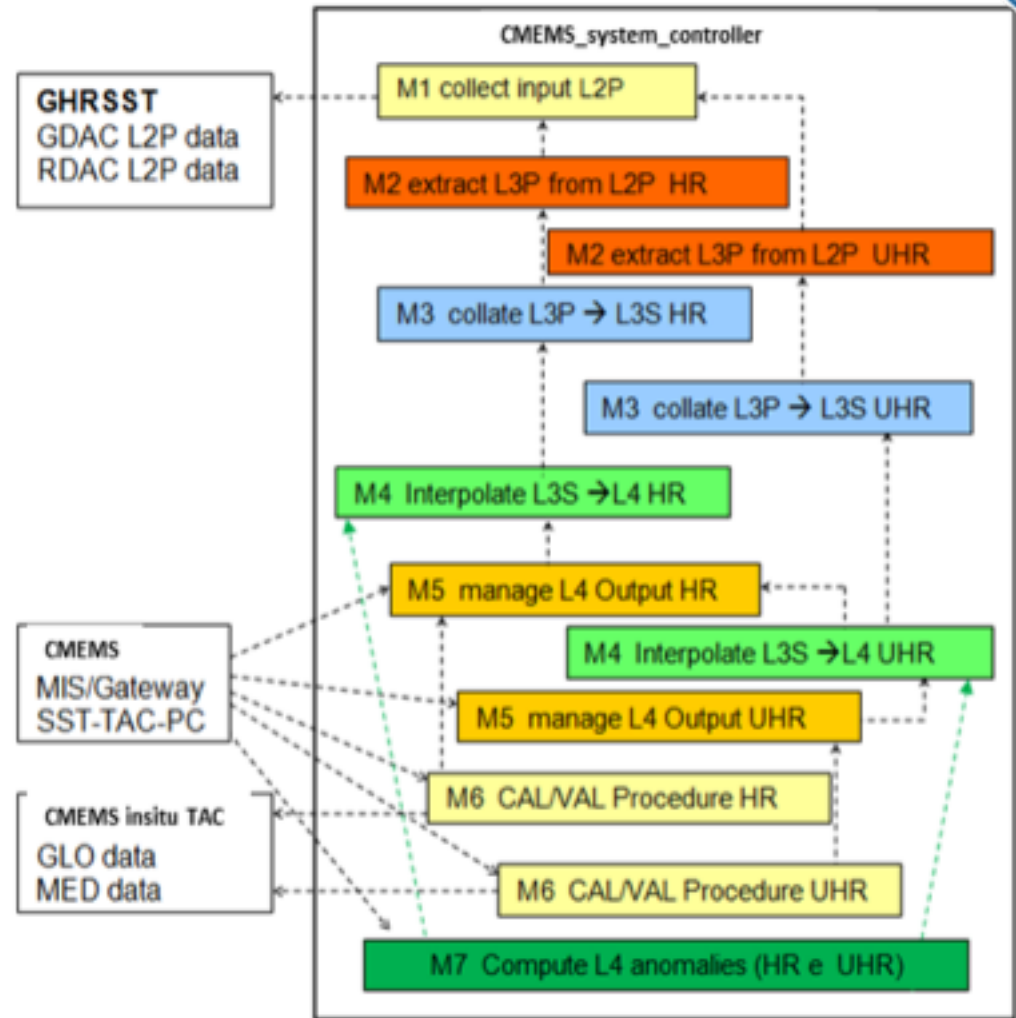 CMEMS_system_controller
GHRSST
GDAC L2P data
RDAC L2P data
M1 collect input L2P
M2 extract L3P from L2P HR
M2 extract L3P from L2P UHR
M3 collate L3P → L3S HR
M3 collate L3P → L3S UHR
M4 Interpolate L3S →L4 HR
M5 manage L4 Output HR
M4 Interpolate L3S →L4 UHR
CMEMS
MIS/Gateway
SST-TAC-PC
M5 manage L4 Output UHR
M6 CAL/VAL Procedure HR
CMEMS insitu TAC
GLO data
MED data
M6 CAL/VAL Procedure UHR
M7 Compute L4 anomalies (HR e UHR)